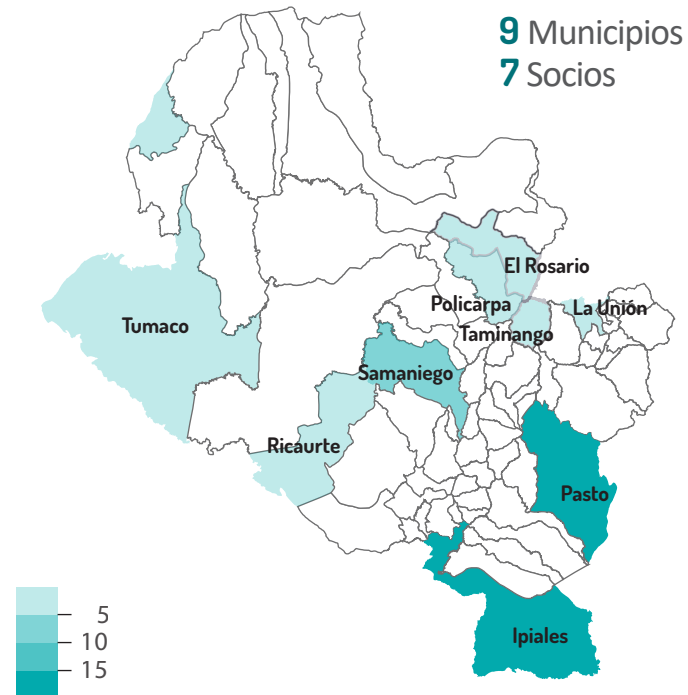 9 Municipios
7 Socios
El Rosario
Policarpa
La Unión
Tumaco
Taminango
Samaniego
Ricaurte
Pasto
Ipiales
5
10
15